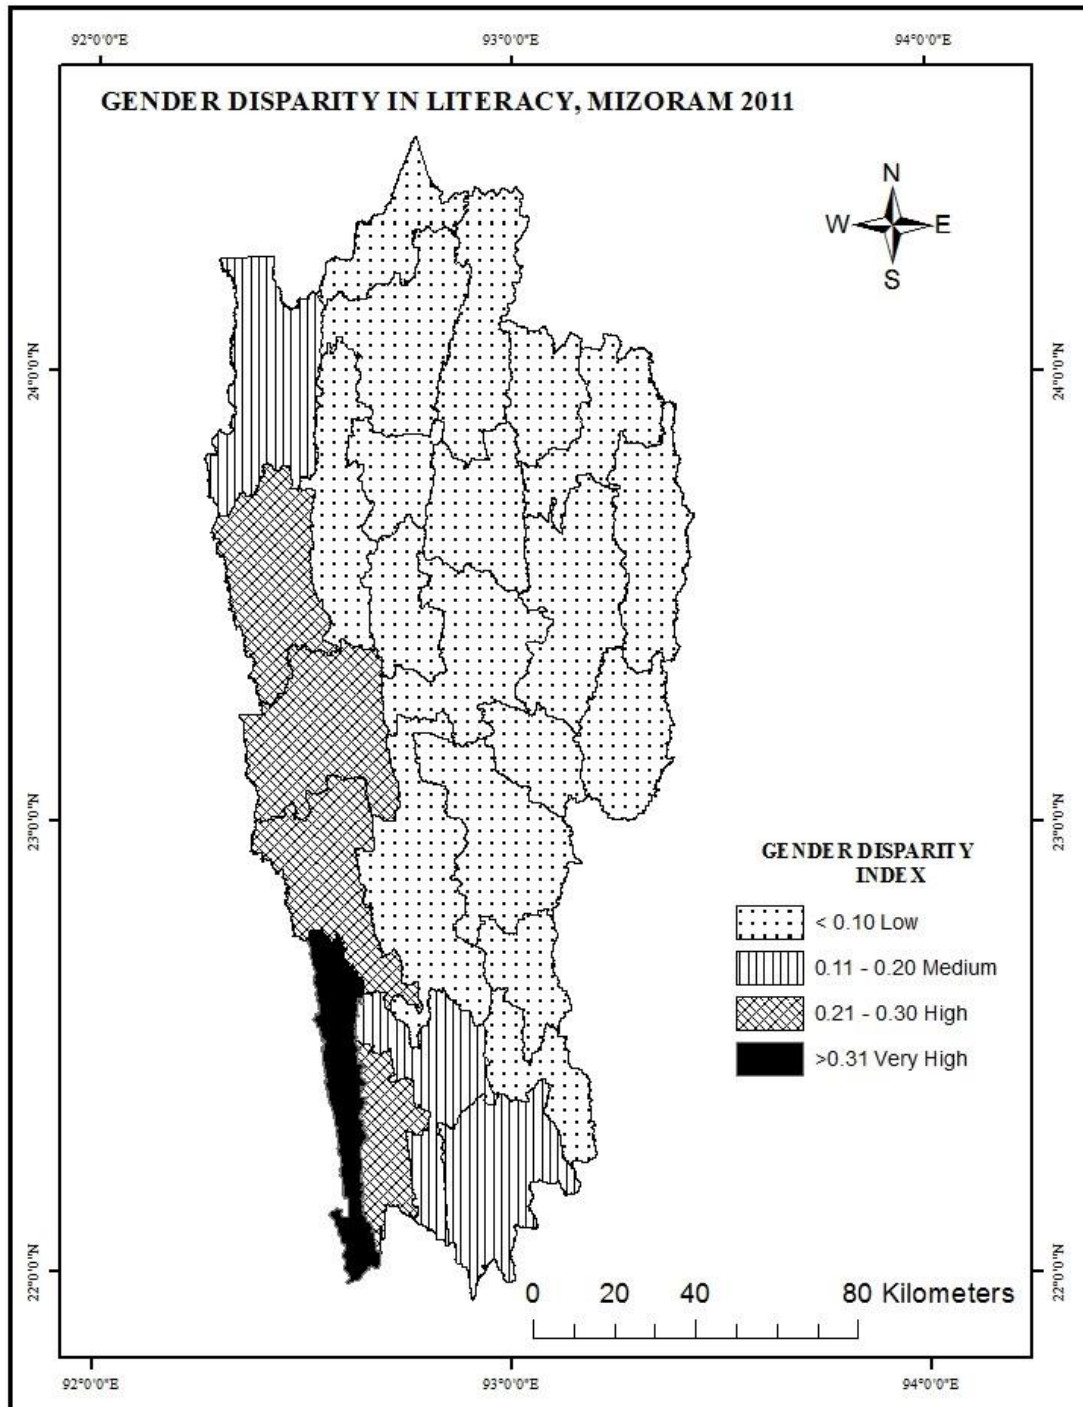 92°0'0"E 93°0'0"E 94°0'0"E
GENDER DISPARITY IN LITERACY, MIZORAM 2011
N
W E
S
24°0'0"N 24°0'0"N
23°0'0"N 23°0'0"N
GENDER DISPARITY
INDEX
< 0.10 Low
0.11 - 0.20 Medium
0.21 - 0.30 High
>0.31 Very High
22°0'0"N 22°0'0"N
0 20 40 80 Kilometers
92°0'0"E 93°0'0"E 94°0'0"E